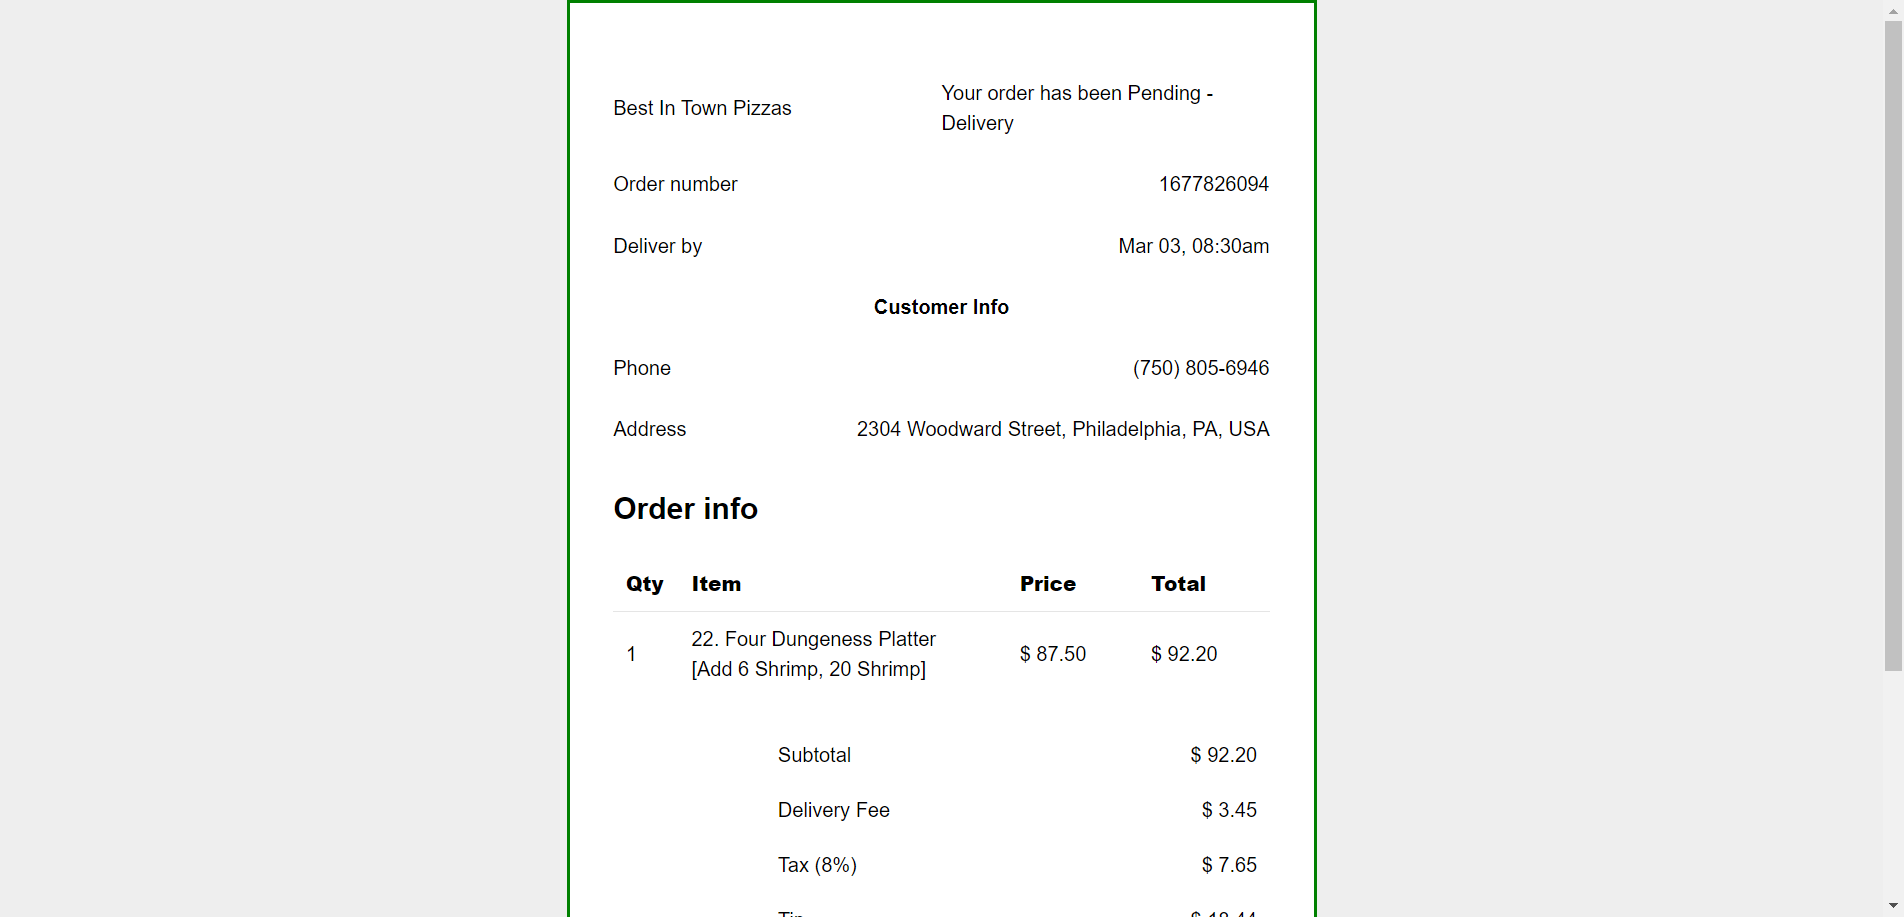 Best In Town Pizzas
Your order has been Pending -
Delivery
Order number 1677826094
Deliver by Mar 03, 08:30am
Customer Info
Phone (750) 805-6946
Address 2304 Woodward Street, Philadelphia, PA, USA
Order info
Qty Item Price Total
1 22. Four Dungeness Platter $ 87.50 $ 92.20
[Add 6 Shrimp, 20 Shrimp]
Subtotal $ 92.20
Delivery Fee $ 3.45
Tax (8%) $ 7.65